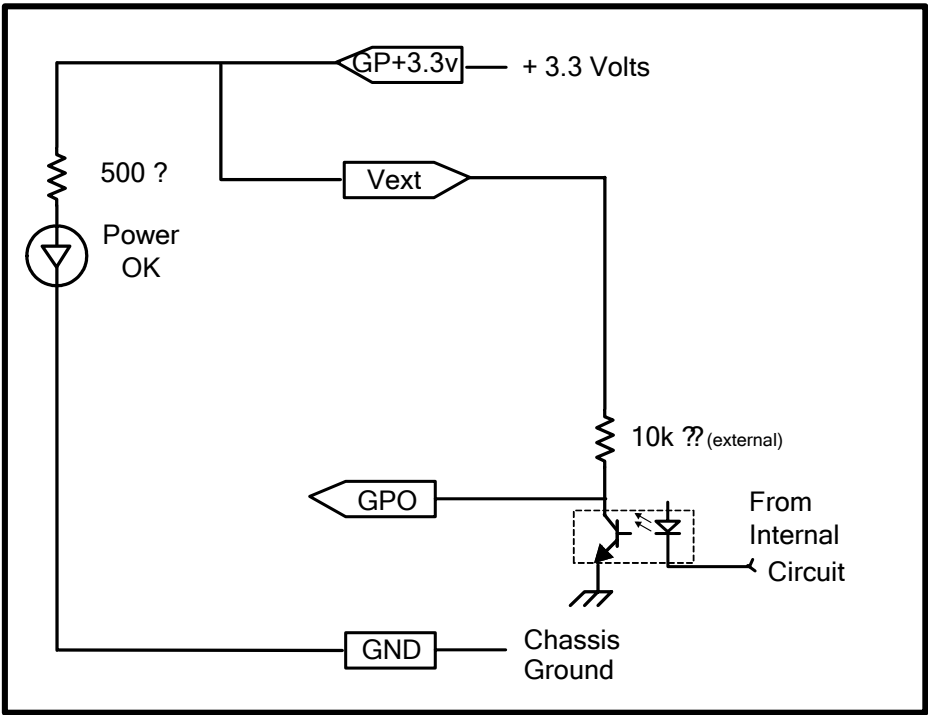 GP+3.3v
+ 3.3 Volts
500 ?
Vext
Power
OK
10k ?? (external)
GPO
From
Internal
Circuit
GND
Chassis
Ground